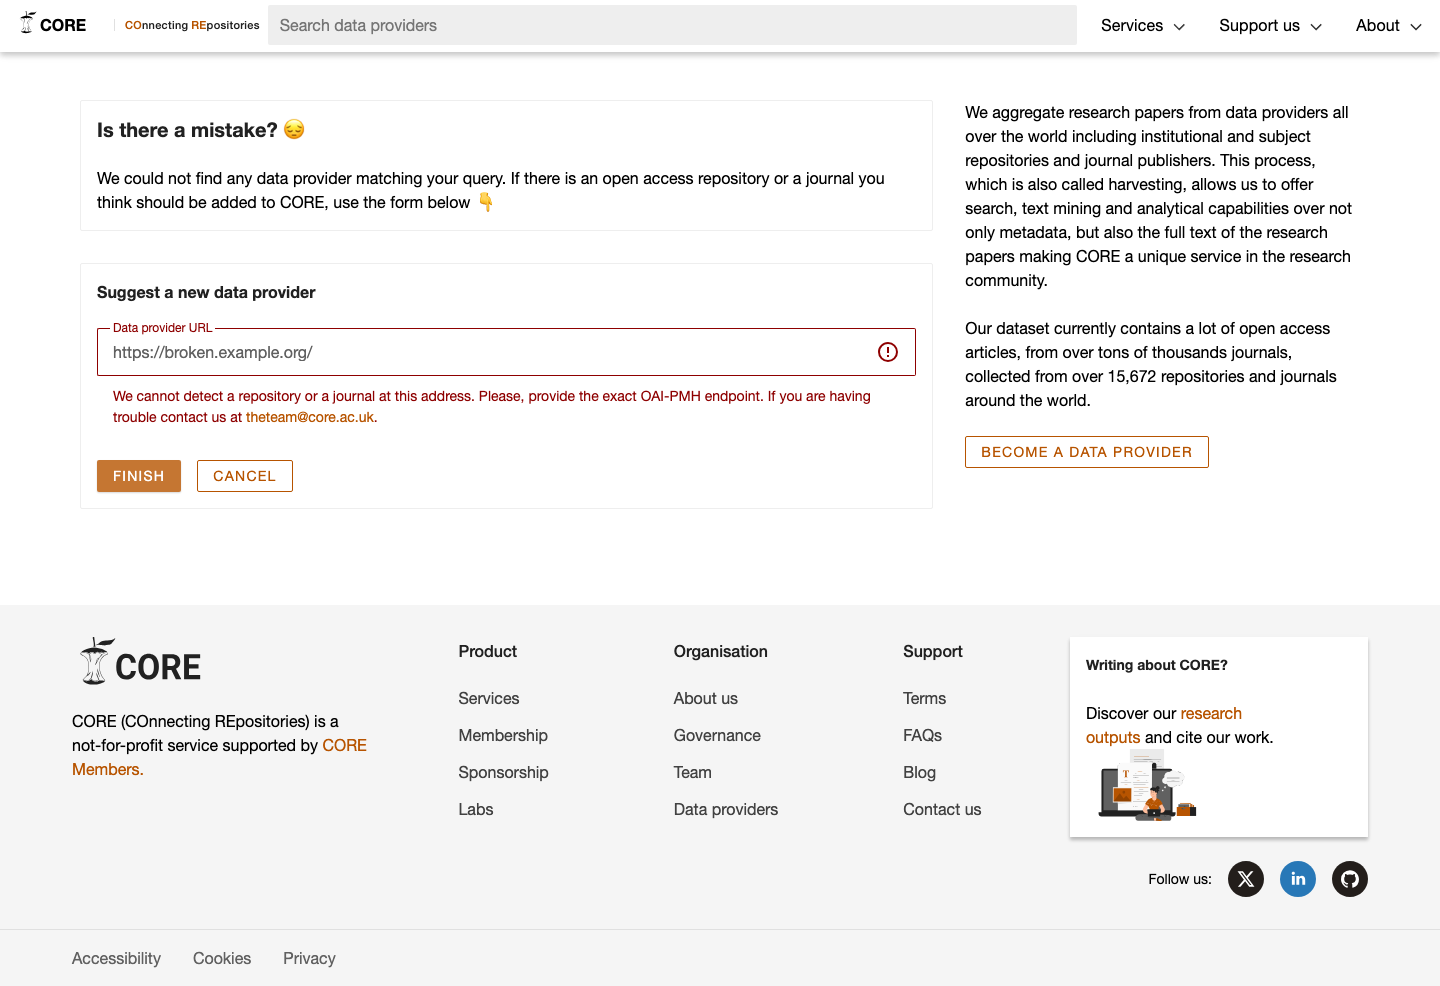 CORE
COnnecting REpositories
Search data providers
Services
Support us
About
Is there a mistake? 😔
We could not find any data provider matching your query. If there is an open access repository or a journal you
think should be added to CORE, use the form below 👇
Suggest a new data provider
Data provider URL
https://broken.example.org/
We cannot detect a repository or a journal at this address. Please, provide the exact OAI-PMH endpoint. If you are having
trouble contact us at theteam@core.ac.uk.
FINISH
CANCEL
We aggregate research papers from data providers all
over the world including institutional and subject
repositories and journal publishers. This process,
which is also called harvesting, allows us to offer
search, text mining and analytical capabilities over not
only metadata, but also the full text of the research
papers making CORE a unique service in the research
community.
Our dataset currently contains a lot of open access
articles, from over tons of thousands journals,
collected from over 15,672 repositories and journals
around the world.
BECOME A DATA PROVIDER
CORE
CORE (COnnecting REpositories) is a
not-for-profit service supported by CORE
Members.
Product
Services
Membership
Sponsorship
Labs
Organisation
About us
Governance
Team
Data providers
Support
Terms
FAQs
Blog
Contact us
Writing about CORE?
Discover our research
outputs and cite our work.
T
Follow us:
in
Accessibility
Cookies
Privacy